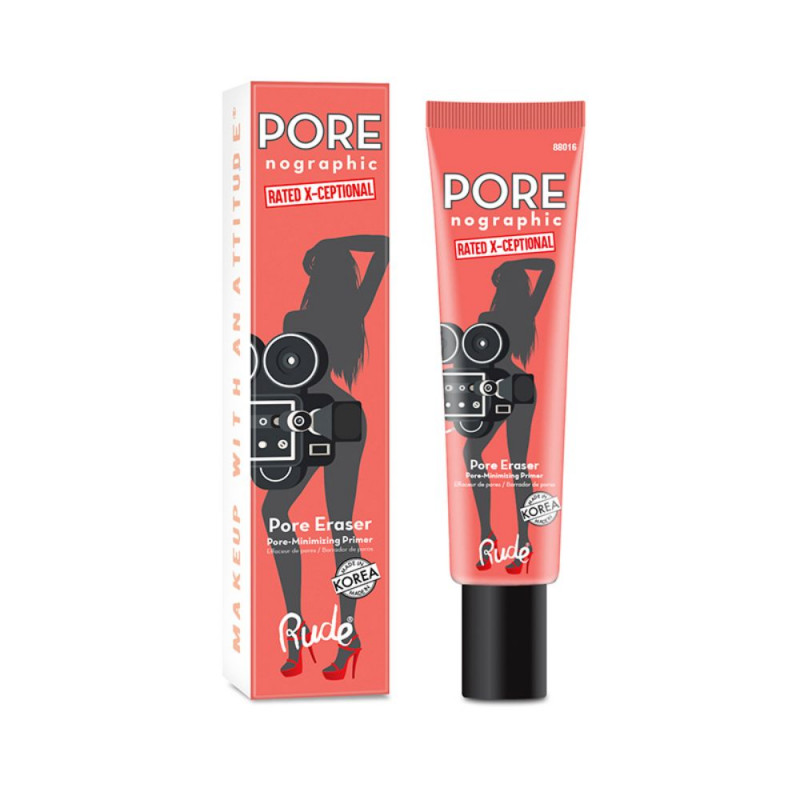 MAKEUP WITH AN ATTITUDE®
PORE
nographic
RATED X-CEPTIONAL
Pore Eraser
Pore-Minimizing Primer
Effaceur de pores / Borrador de poros
MADE IN
KOREA
Rude®
88016
PORE
nographic
RATED X-CEPTIONAL
Pore Eraser
Pore-Minimizing Primer
Effaceur de pores / Borrador de poros
MADE IN
KOREA
Rude®